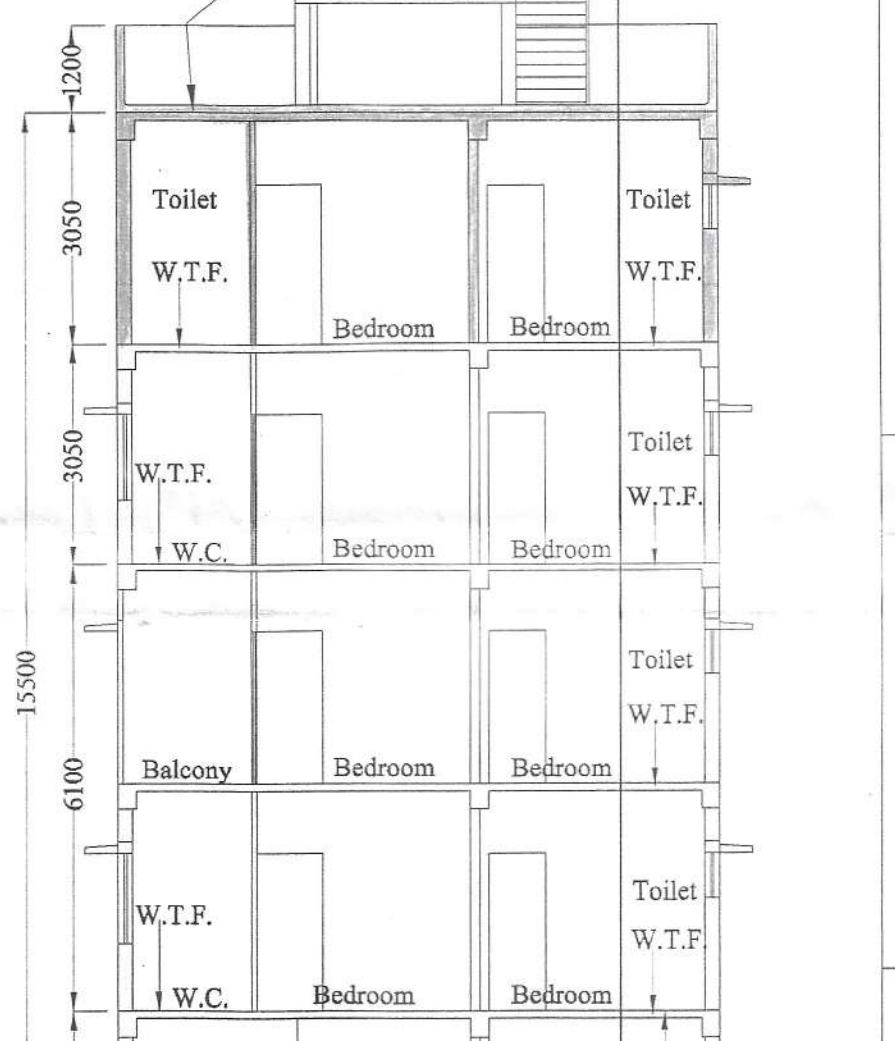 1200
3050
Toilet
Toilet
W.T.F.
W.T.F.
Bedroom
Bedroom
3050
Toilet
W.T.F.
W.T.F.
W.C.
Bedroom
Bedroom
15500
6100
Toilet
W.T.F.
Balcony
Bedroom
Bedroom
Toilet
W.T.F.
W.T.F.
W.C.
Bedroom
Bedroom